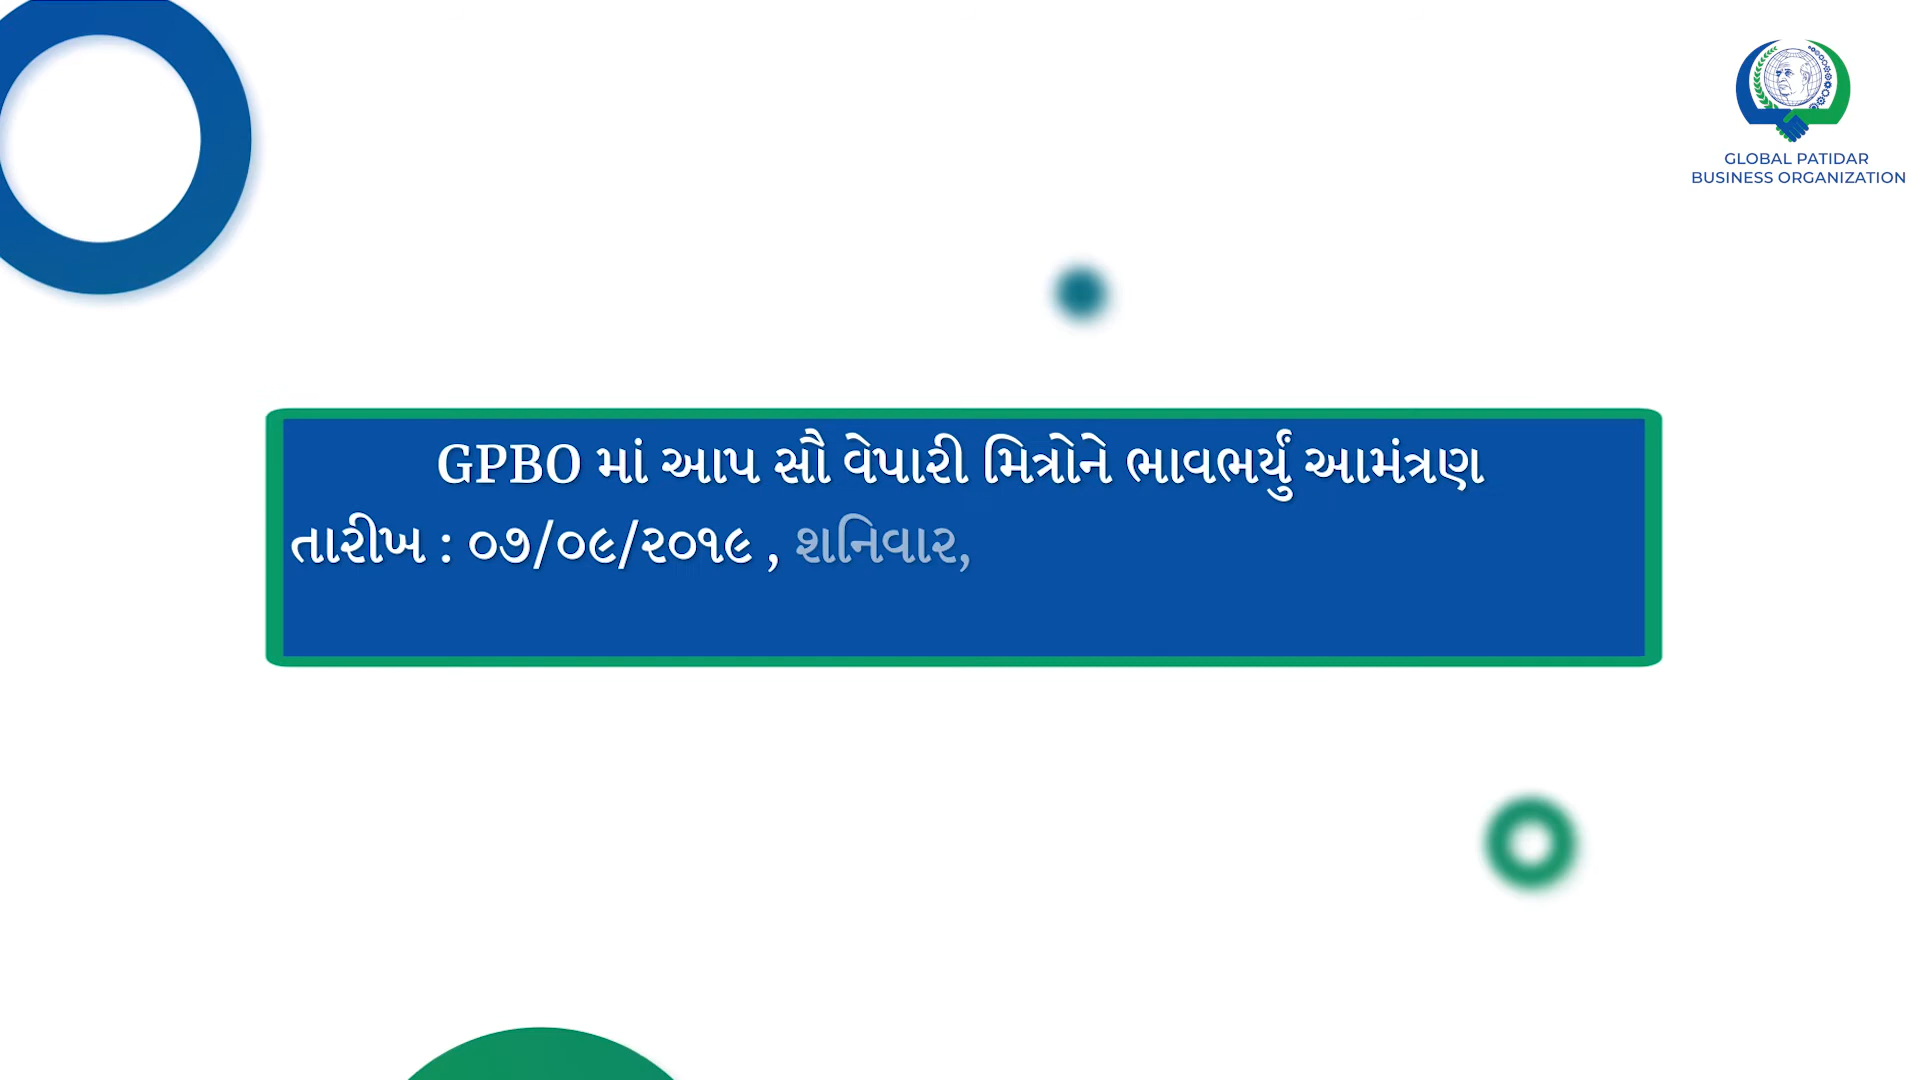 GLOBAL PATIDAR
BUSINESS ORGANIZATION
GPBO માં આપ સૌ વેપારી મિત્રોને ભાવભર્યું આમંત્રણ
તારીખ : ૦૭/૦૯/૨૦૧૯ , શનિવાર,